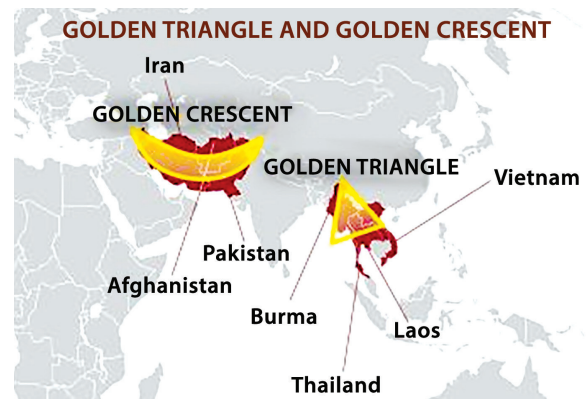 GOLDEN TRIANGLE AND GOLDEN CRESCENT
Iran
GOLDEN CRESCENT
GOLDEN TRIANGLE
Vietnam
Pakistan
Afghanistan
Burma
Laos
Thailand